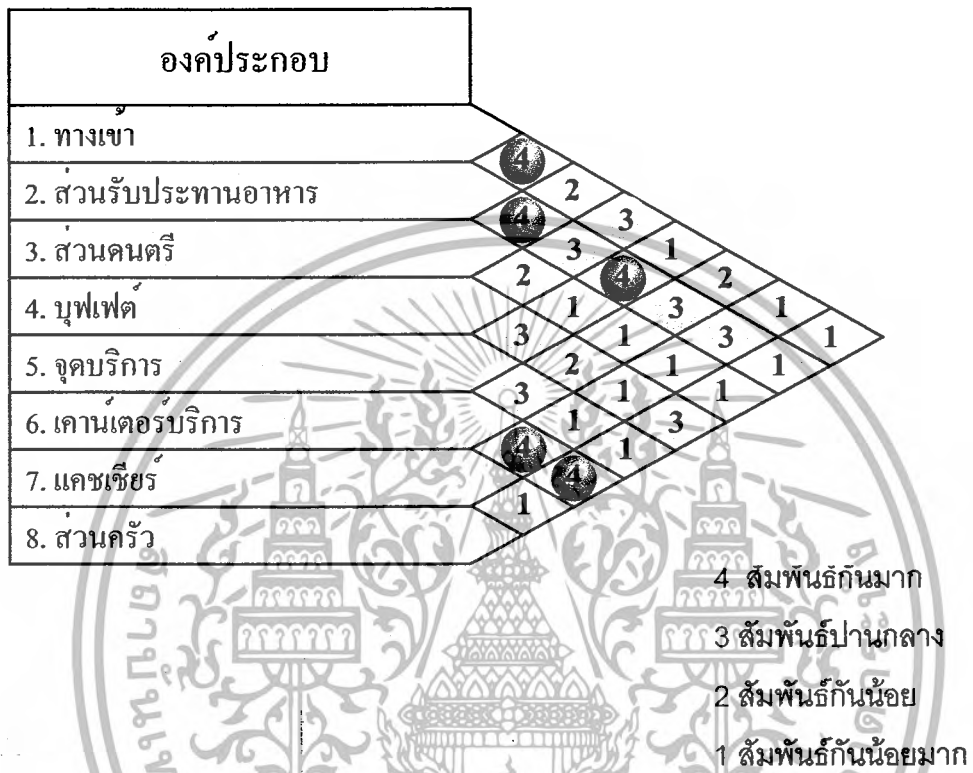 องค์ประกอบ
1. ทางเข้า
4
2. ส่วนรับประทานอาหาร 2
4 3
3. ส่วนดนตรี 3 1
2 4 2
4. บุฟเฟต์ 1 3 1
3 1 3 1
5. จุดบริการ 2 1 1
3 1 1
6. เคาน์เตอร์บริการ 1 3
4 1
7. แคชเชียร์ 4
1
8. ส่วนครัว
4 สัมพันธ์กันมาก
3 สัมพันธ์ปานกลาง
2 สัมพันธ์กันน้อย
1 สัมพันธ์กันน้อยมาก